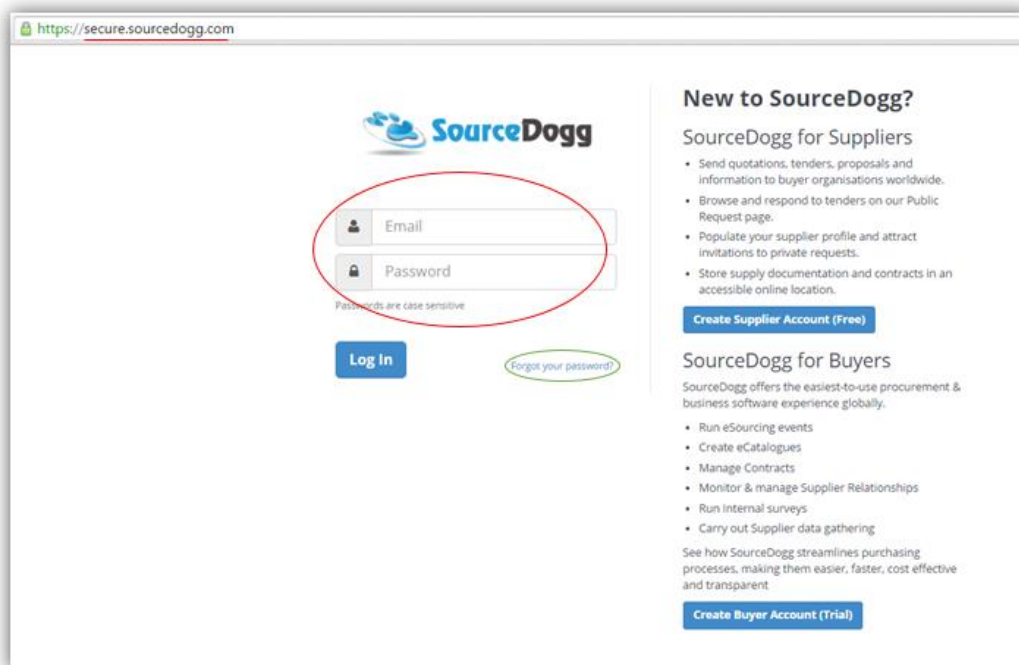 https://secure.sourcedogg.com
SourceDogg
Email
Password
Passwords are case sensitive
Log In
Forgot your password?
New to SourceDogg?
SourceDogg for Suppliers
• Send quotations, tenders, proposals and
information to buyer organisations worldwide.
• Browse and respond to tenders on our Public
Request page.
• Populate your supplier profile and attract
invitations to private requests.
• Store supply documentation and contracts in an
accessible online location.
Create Supplier Account (Free)
SourceDogg for Buyers
SourceDogg offers the easiest-to-use procurement &
business software experience globally.
• Run eSourcing events
• Create eCatalogues
• Manage Contracts
• Monitor & manage Supplier Relationships
• Run Internal surveys
• Carry out Supplier data gathering
See how SourceDogg streamlines purchasing
processes, making them easier, faster, cost effective
and transparent
Create Buyer Account (Trial)